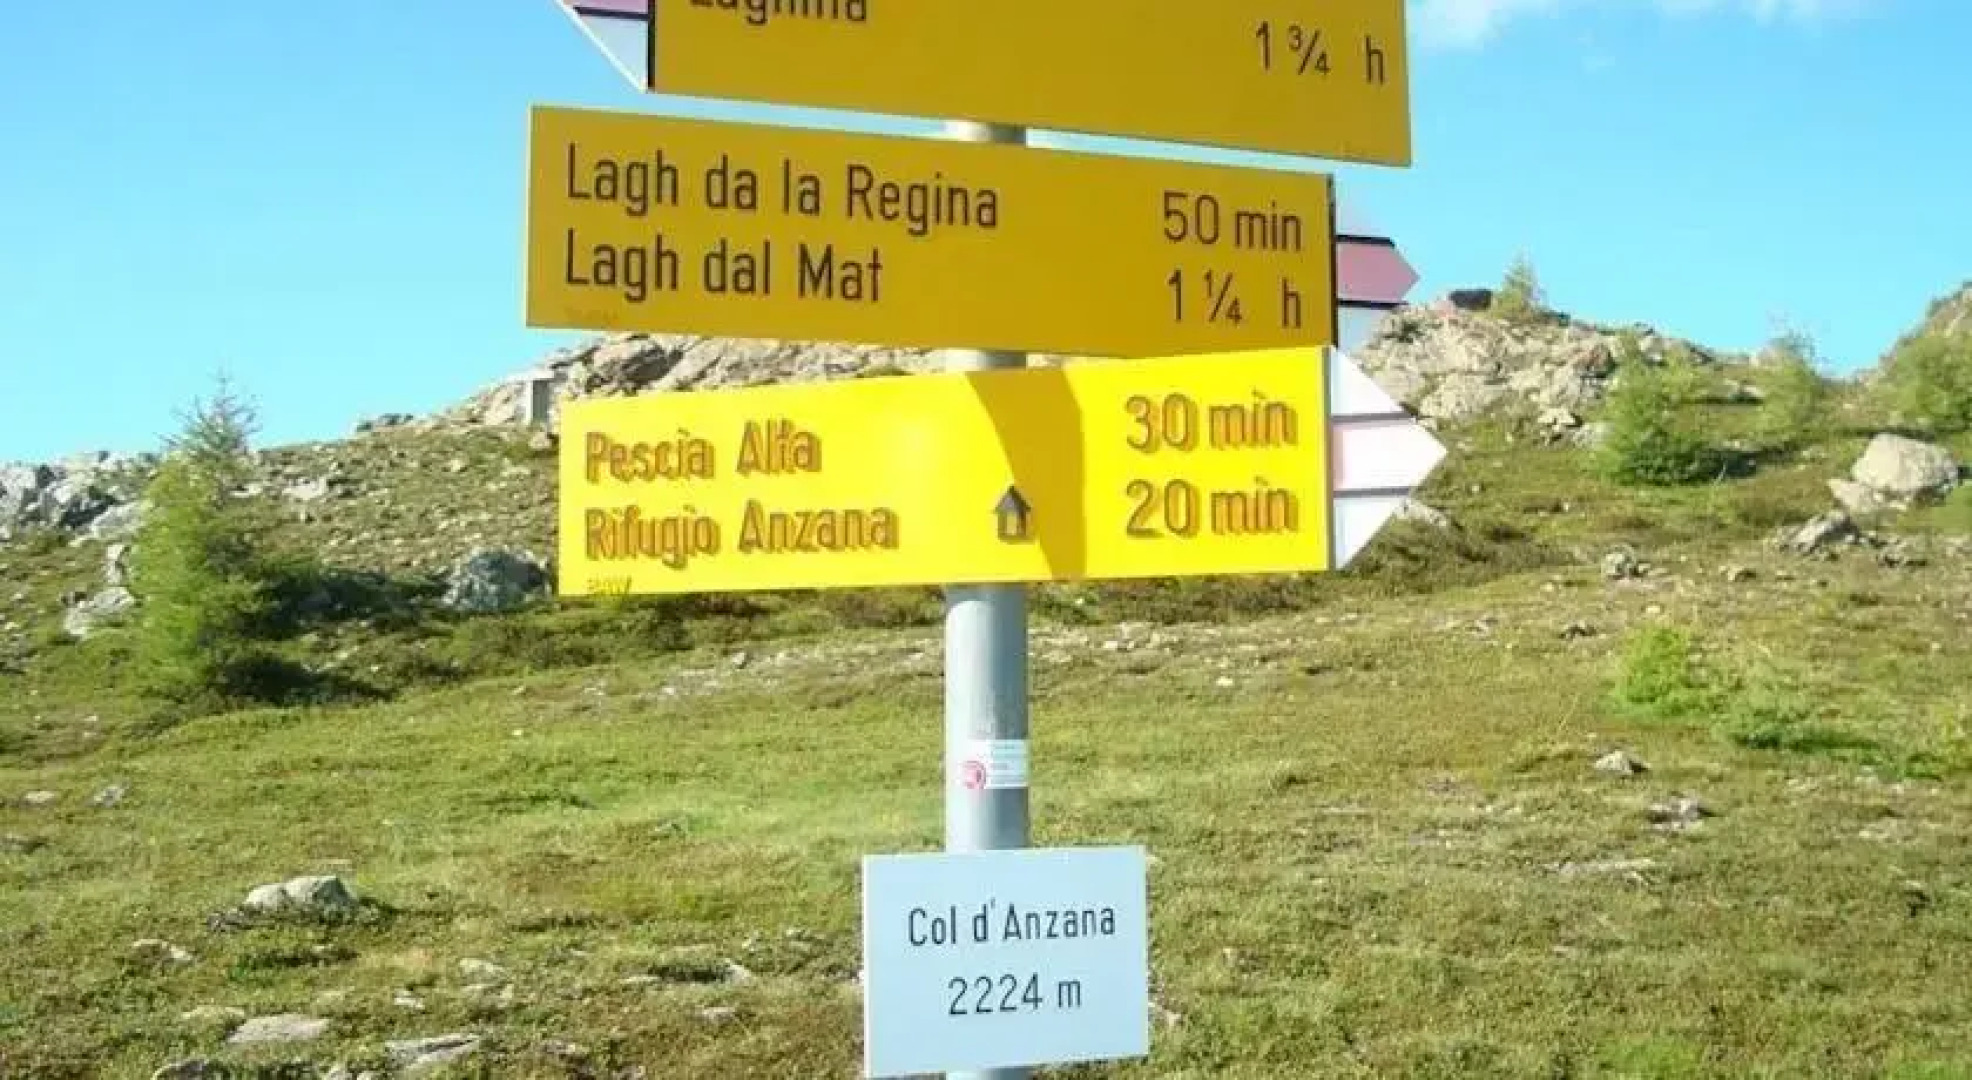 1 ¾ h
Lagh da la Regina 50 min
Lagh dal Mat 1 ¼ h
Pescia Alta 30 min
Rifugio Anzana 20 min
Col d'Anzana
2224 m